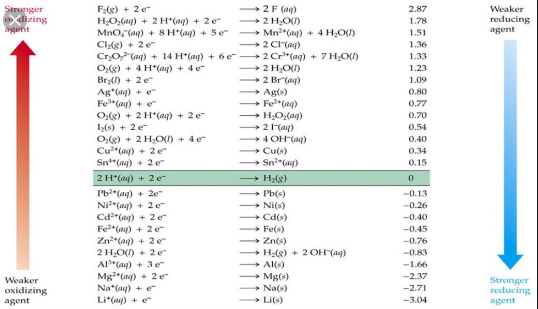 Stronger oxidizing agent
Weaker reducing agent
F₂(g) + 2 e⁻ ⟶ 2 F (aq) 2.87
H₂O₂(aq) + 2 H⁺(aq) + 2 e⁻ ⟶ 2 H₂O(l) 1.78
MnO₄⁻(aq) + 8 H⁺(aq) + 5 e⁻ ⟶ Mn²⁺(aq) + 4 H₂O(l) 1.51
Cl₂(g) + 2 e⁻ ⟶ 2 Cl⁻(aq) 1.36
Cr₂O₇²⁻(aq) + 14 H⁺(aq) + 6 e⁻ ⟶ 2 Cr³⁺(aq) + 7 H₂O(l) 1.33
O₂(g) + 4 H⁺(aq) + 4 e⁻ ⟶ 2 H₂O(l) 1.23
Br₂(l) + 2 e⁻ ⟶ 2 Br⁻(aq) 1.09
Ag⁺(aq) + e⁻ ⟶ Ag(s) 0.80
Fe³⁺(aq) + e⁻ ⟶ Fe²⁺(aq) 0.77
O₂(g) + 2 H⁺(aq) + 2 e⁻ ⟶ H₂O₂(aq) 0.70
I₂(s) + 2 e⁻ ⟶ 2 I⁻(aq) 0.54
O₂(g) + 2 H₂O(l) + 4 e⁻ ⟶ 4 OH⁻(aq) 0.40
Cu²⁺(aq) + 2 e⁻ ⟶ Cu(s) 0.34
Sn⁴⁺(aq) + 2 e⁻ ⟶ Sn²⁺(aq) 0.15
2 H⁺(aq) + 2 e⁻ ⟶ H₂(g) 0
Pb²⁺(aq) + 2e⁻ ⟶ Pb(s) −0.13
Ni²⁺(aq) + 2 e⁻ ⟶ Ni(s) −0.26
Cd²⁺(aq) + 2 e⁻ ⟶ Cd(s) −0.40
Fe²⁺(aq) + 2 e⁻ ⟶ Fe(s) −0.45
Zn²⁺(aq) + 2 e⁻ ⟶ Zn(s) −0.76
2 H₂O(l) + 2 e⁻ ⟶ H₂(g) + 2 OH⁻(aq) −0.83
Al³⁺(aq) + 3 e⁻ ⟶ Al(s) −1.66
Mg²⁺(aq) + 2 e⁻ ⟶ Mg(s) −2.37
Na⁺(aq) + e⁻ ⟶ Na(s) −2.71
Li⁺(aq) + e⁻ ⟶ Li(s) −3.04
Weaker oxidizing agent
Stronger reducing agent